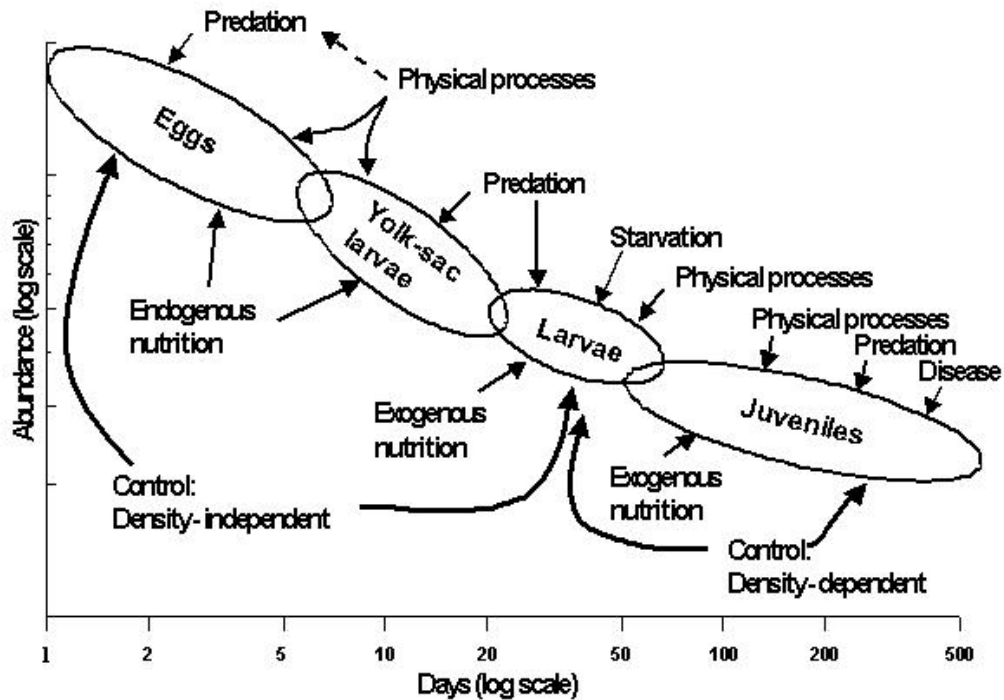 Predation
Physical processes
Eggs
Predation
Yolk-sac
larvae
Starvation
Physical processes
Endogenous
nutrition
Larvae
Physical processes
Predation
Disease
Exogenous
nutrition
Juveniles
Exogenous
nutrition
Control:
Density-independent
Control:
Density-dependent
Abundance (log scale)
1 2 5 10 20 50 100 200 500
Days (log scale)